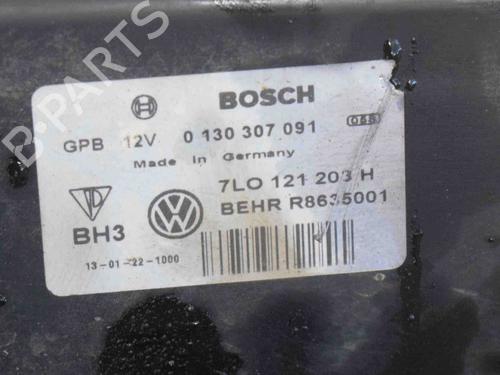 B-PARTS
BOSCH
GPB 12V 0 130 307 091
Made in Germany
7LO 121 203 H
BEHR R8635001
BH3
13-01-22-1000